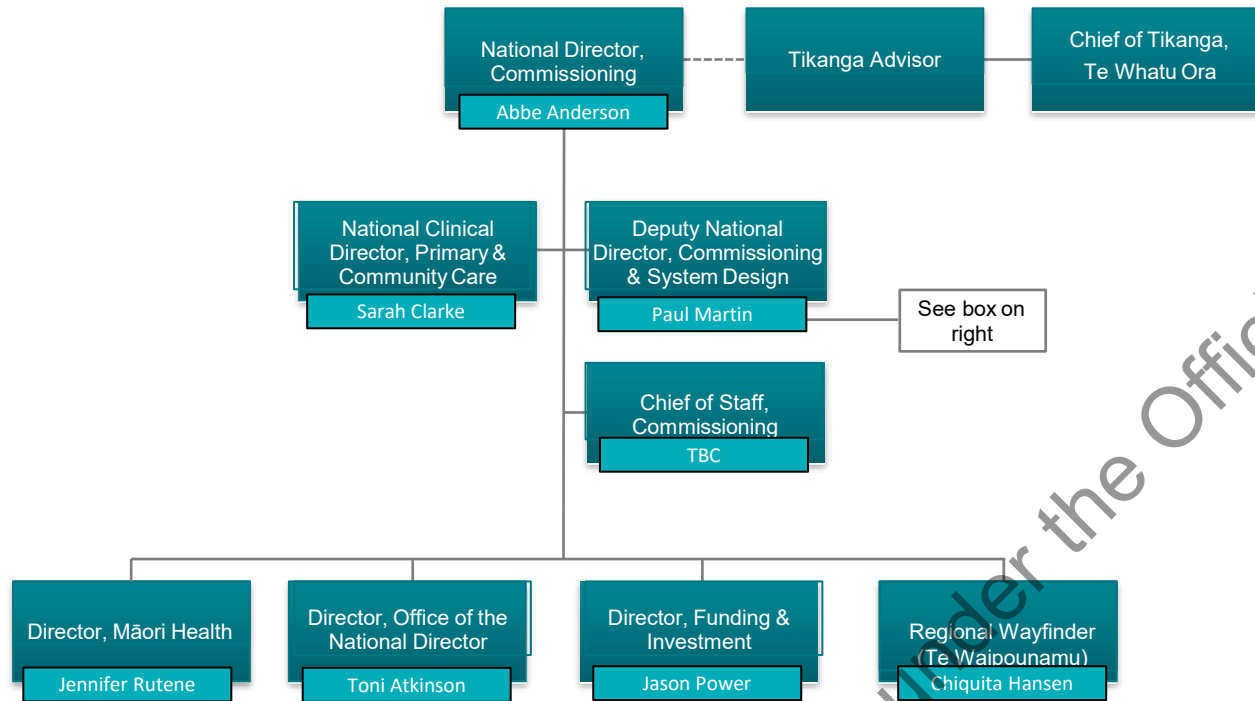 National Director,
Commissioning
Abbe Anderson
Tikanga Advisor
Chief of Tikanga,
Te Whatu Ora
National Clinical
Director, Primary &
Community Care
Sarah Clarke
Deputy National
Director, Commissioning
& System Design
Paul Martin
See box on
right
Chief of Staff,
Commissioning
TBC
Director, Māori Health
Jennifer Rutene
Director, Office of the
National Director
Toni Atkinson
Director, Funding &
Investment
Jason Power
Regional Wayfinder
(Te Waipounamu)
Chiquita Hansen
under the